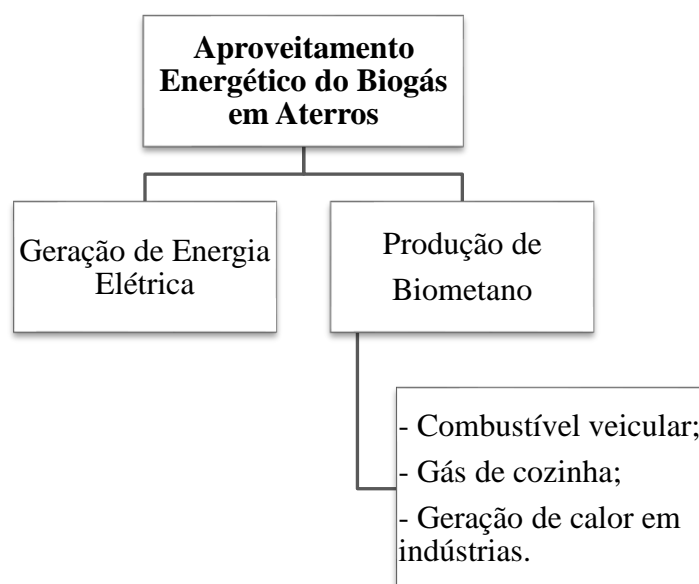 Aproveitamento
Energético do Biogás
em Aterros
Geração de Energia
Elétrica
Produção de
Biometano
- Combustível veicular;
- Gás de cozinha;
- Geração de calor em
indústrias.